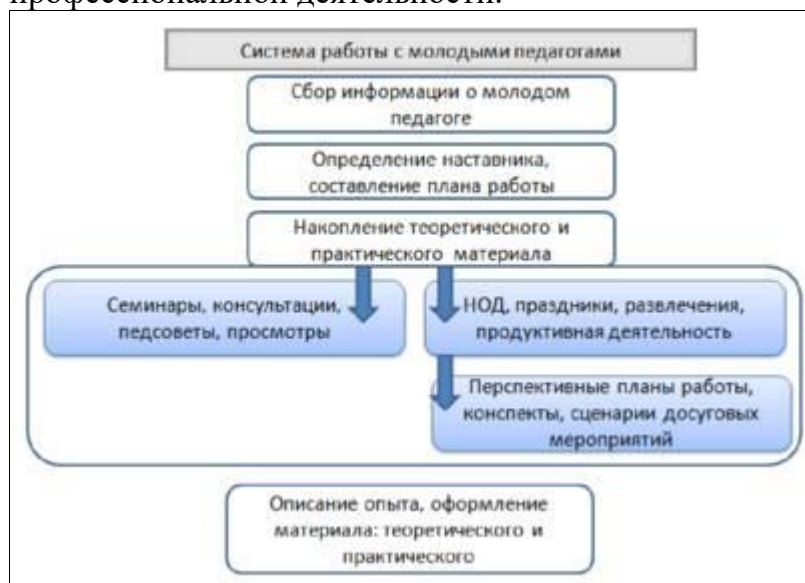 профессиональной деятельности.
Система работы с молодыми педагогами
Сбор информации о молодом
педагоге
Определение наставника,
составление плана работы
Накопление теоретического и
практического материала
Семинары, консультации,
педсоветы, просмотры
НОД, праздники, развлечения,
продуктивная деятельность
Перспективные планы работы,
конспекты, сценарии досуговых
мероприятий
Описание опыта, оформление
материала: теоретического и
практического